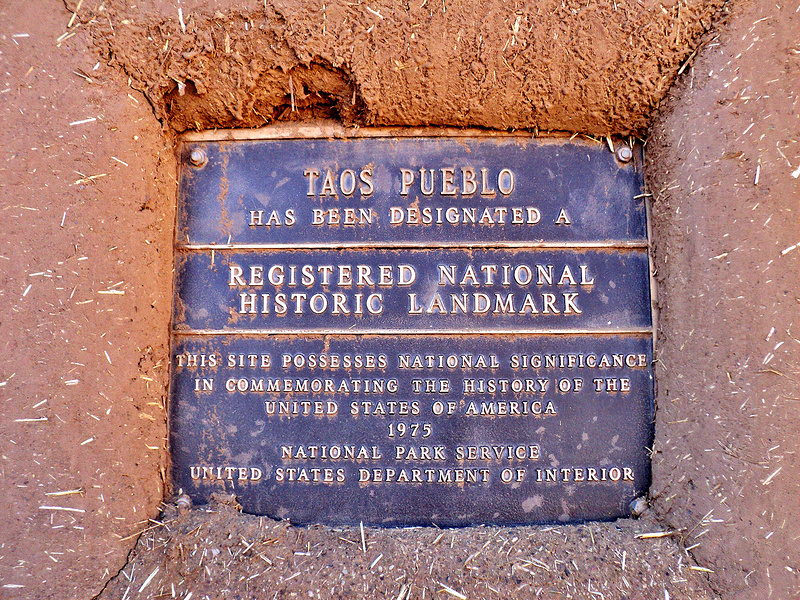 TAOS PUEBLO
HAS BEEN DESIGNATED A
REGISTERED NATIONAL
HISTORIC LANDMARK
THIS SITE POSSESSES NATIONAL SIGNIFICANCE
IN COMMEMORATING THE HISTORY OF THE
UNITED STATES OF AMERICA
1975
NATIONAL PARK SERVICE
UNITED STATES DEPARTMENT OF INTERIOR